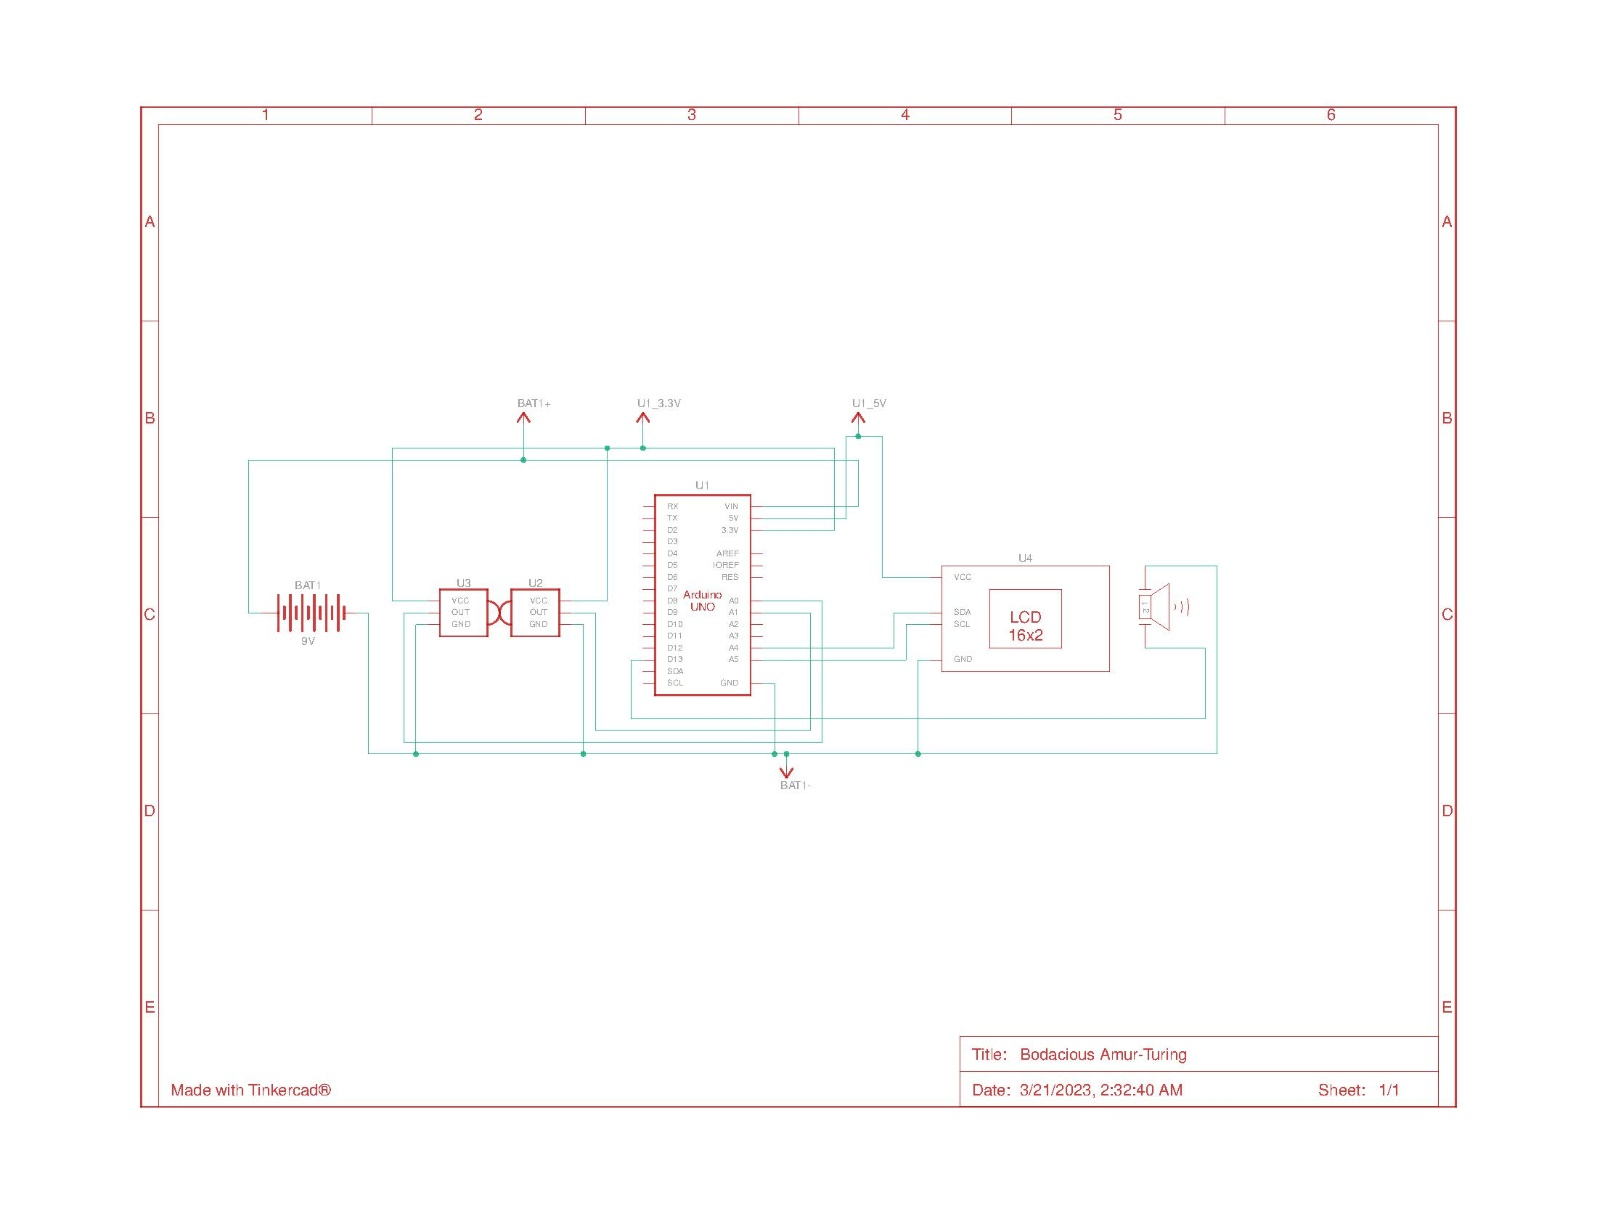 1 2 3 4 5 6
A A
BAT1+ U1_3.3V U1_5V
B B
U1
RX VIN
TX 5V
D2 3.3V
D3
D4 AREF
D5 IOREF
D6 RES
D7
D8 A0
D9 A1
D10 A2
D11 A3
D12 A4
D13 A5
SDA
SCL GND
Arduino
UNO
U4
VCC
SDA
SCL
GND
LCD
16x2
BAT1
9V
U3 U2
VCC VCC
OUT OUT
GND GND
C C
1 2
BAT1-
D D
E E
Title: Bodacious Amur-Turing
Date: 3/21/2023, 2:32:40 AM Sheet: 1/1
Made with Tinkercad®